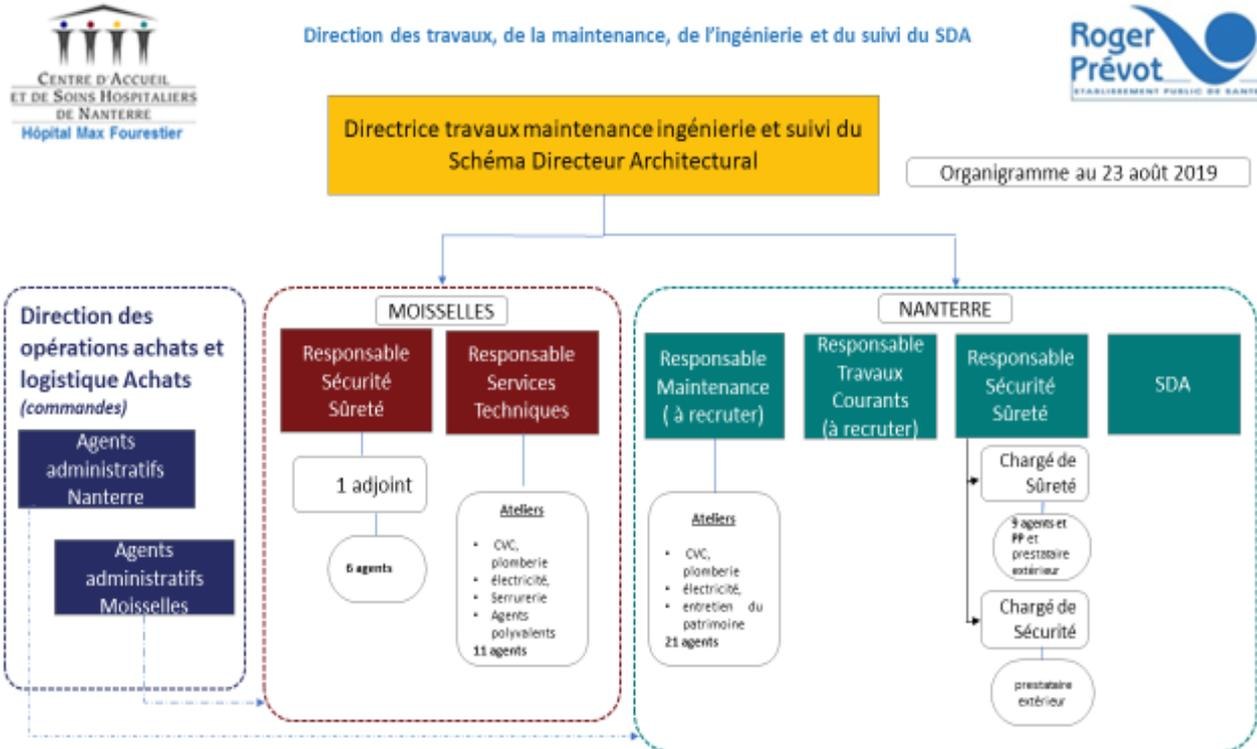 CENTRE D'ACCUEIL
ET DE SOINS HOSPITALIERS
DE NANTERRE
Hôpital Max Fourestier
Direction des travaux, de la maintenance, de l'ingénierie et du suivi du SDA
Roger
Prévot
ETABLISSEMENT PUBLIC DE SANTE
Directrice travaux maintenance ingénierie et suivi du
Schéma Directeur Architectural
Organigramme au 23 août 2019
Direction des
opérations achats et
logistique Achats
(commandes)
Agents
administratifs
Nanterre
Agents
administratifs
Moisselles
MOISSELLES
Responsable
Sécurité
Sûreté
1 adjoint
6 agents
Responsable
Services
Techniques
Ateliers
• CVC,
plomberie
• électricité,
• Serrurerie
• Agents
polyvalents
11 agents
NANTERRE
Responsable
Maintenance
( à recruter)
Ateliers
• CVC,
plomberie
• électricité,
• entretien du
patrimoine
21 agents
Responsable
Travaux
Courants
(à recruter)
Responsable
Sécurité
Sûreté
Chargé de
Sûreté
9 agents et
PP et
prestataire
extérieur
Chargé de
Sécurité
prestataire
extérieur
SDA